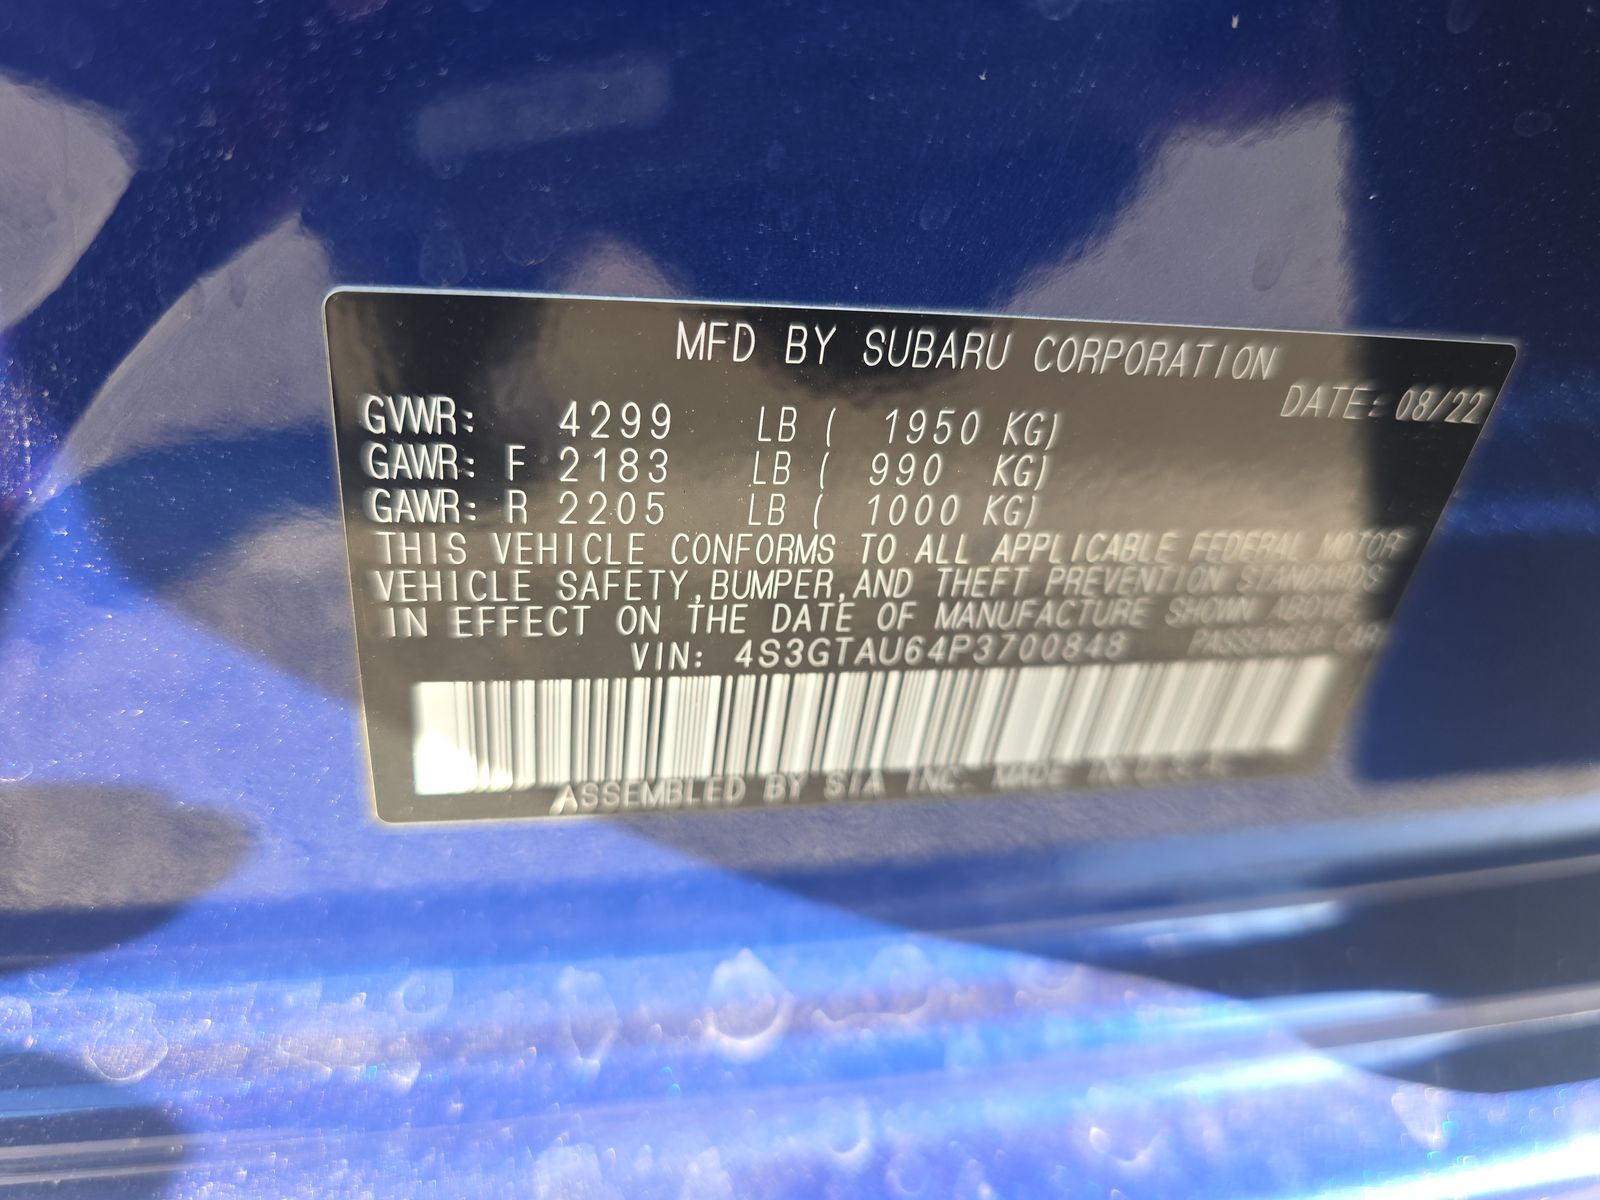 MFD BY SUBARU CORPORATION
DATE: 08/22
GVWR: 4299 LB ( 1950 KG)
GAWR: F 2183 LB ( 990 KG)
GAWR: R 2205 LB ( 1000 KG)
THIS VEHICLE CONFORMS TO ALL APPLICABLE FEDERAL MOTOR
VEHICLE SAFETY,BUMPER,AND THEFT PREVENTION STANDARDS
IN EFFECT ON THE DATE OF MANUFACTURE SHOWN ABOVE.
VIN: 4S3GTAU64P3700848 PASSENGER CAR
ASSEMBLED BY SIA INC. MADE IN U.S.A.